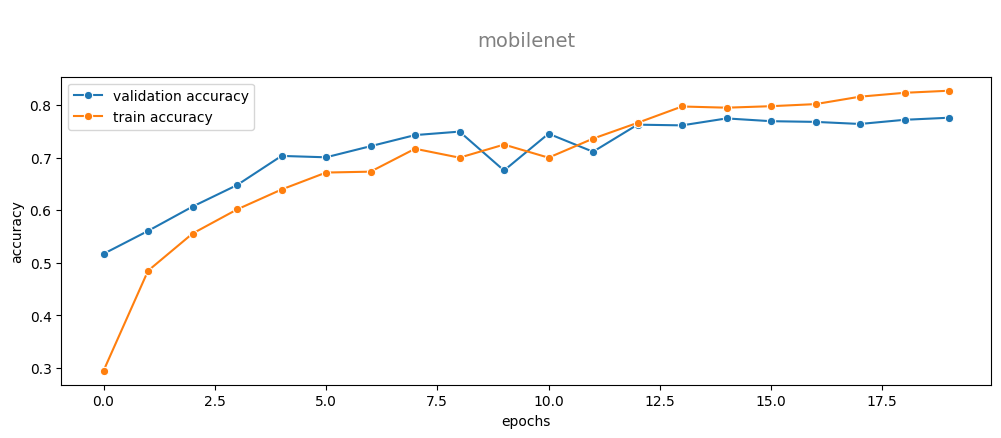 mobilenet
validation accuracy
train accuracy
accuracy
0.8
0.7
0.6
0.5
0.4
0.3
0.0 2.5 5.0 7.5 10.0 12.5 15.0 17.5
epochs